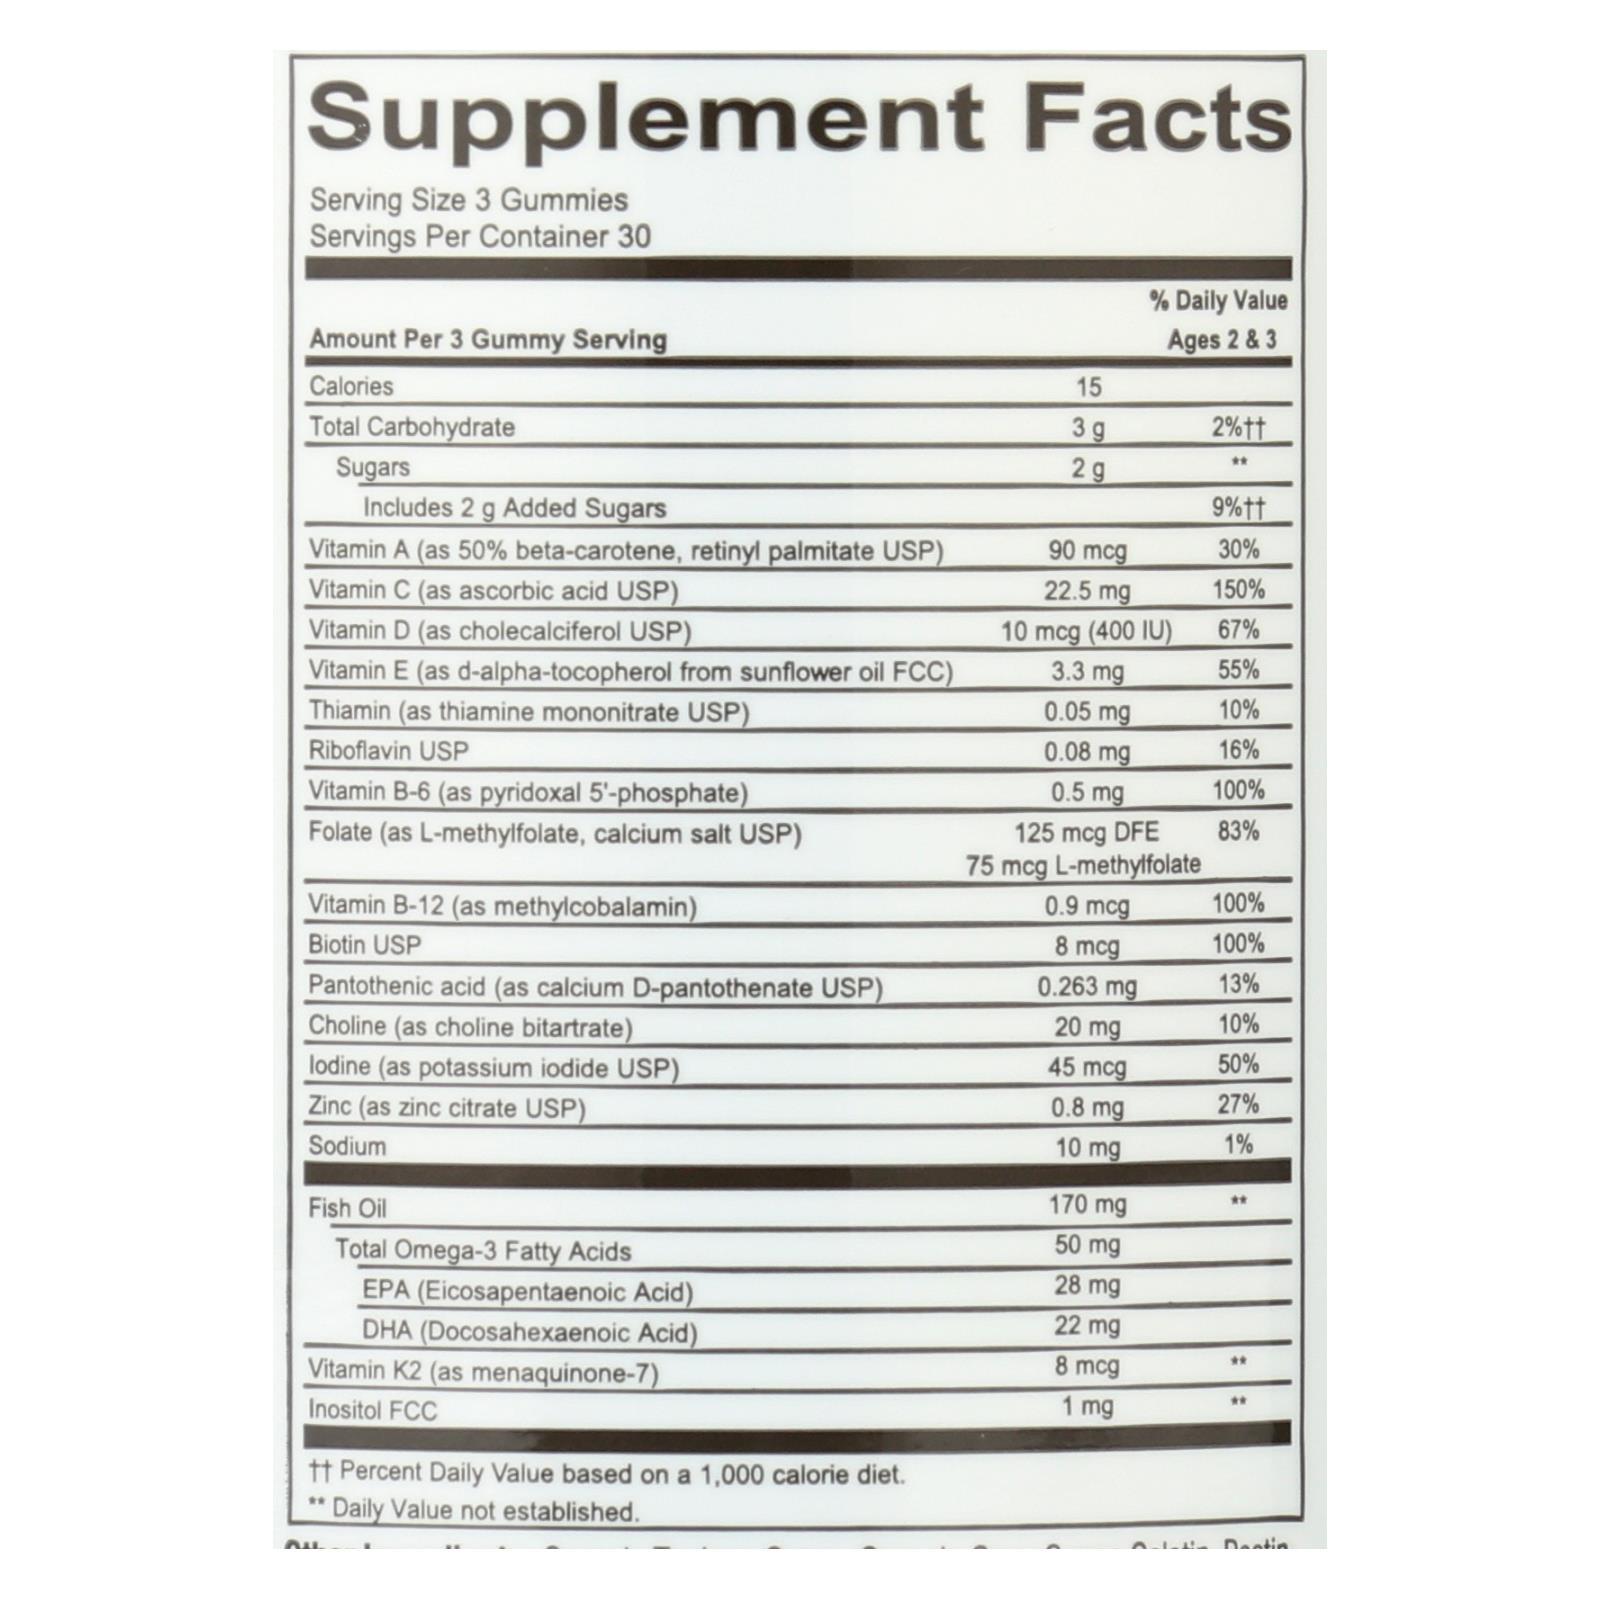 Supplement Facts
Serving Size 3 Gummies
Servings Per Container 30
% Daily Value
Amount Per 3 Gummy Serving Ages 2 & 3
Calories 15
Total Carbohydrate 3 g 2%††
Sugars 2 g **
Includes 2 g Added Sugars 9%††
Vitamin A (as 50% beta-carotene, retinyl palmitate USP) 90 mcg 30%
Vitamin C (as ascorbic acid USP) 22.5 mg 150%
Vitamin D (as cholecalciferol USP) 10 mcg (400 IU) 67%
Vitamin E (as d-alpha-tocopherol from sunflower oil FCC) 3.3 mg 55%
Thiamin (as thiamine mononitrate USP) 0.05 mg 10%
Riboflavin USP 0.08 mg 16%
Vitamin B-6 (as pyridoxal 5'-phosphate) 0.5 mg 100%
Folate (as L-methylfolate, calcium salt USP) 125 mcg DFE 83%
75 mcg L-methylfolate
Vitamin B-12 (as methylcobalamin) 0.9 mcg 100%
Biotin USP 8 mcg 100%
Pantothenic acid (as calcium D-pantothenate USP) 0.263 mg 13%
Choline (as choline bitartrate) 20 mg 10%
Iodine (as potassium iodide USP) 45 mcg 50%
Zinc (as zinc citrate USP) 0.8 mg 27%
Sodium 10 mg 1%
Fish Oil 170 mg **
Total Omega-3 Fatty Acids 50 mg
EPA (Eicosapentaenoic Acid) 28 mg
DHA (Docosahexaenoic Acid) 22 mg
Vitamin K2 (as menaquinone-7) 8 mcg **
Inositol FCC 1 mg **
†† Percent Daily Value based on a 1,000 calorie diet.
** Daily Value not established.